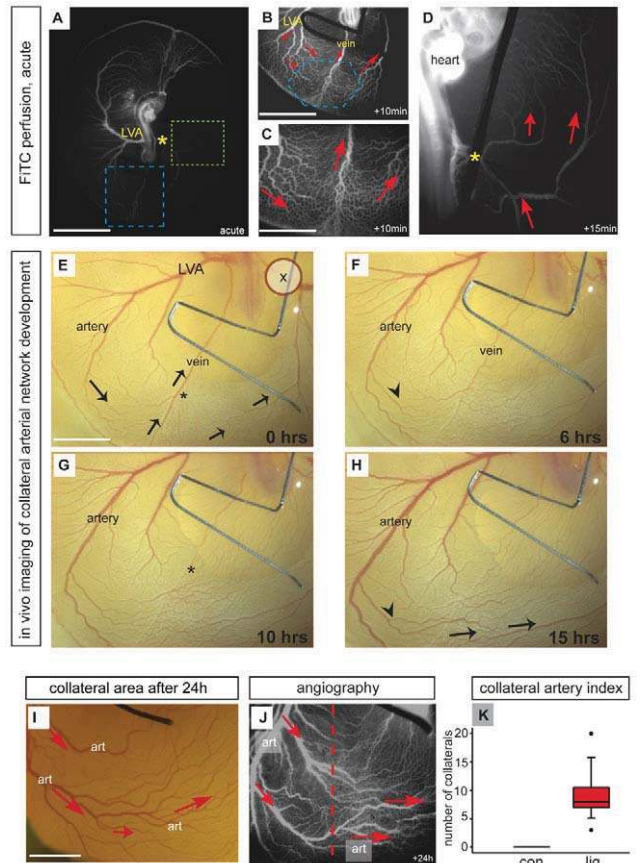 FiTC perfusion, acute
A
LVA
*
acute
B
LVA
vein
+10min
C
+10min
D
heart
*
+15min
in vivo imaging of collateral arterial network development
E
LVA
x
artery
vein
*
0 hrs
F
artery
vein
6 hrs
G
artery
*
10 hrs
H
artery
15 hrs
collateral area after 24h
I
art
art
art
angiography
J
art
art
+24h
collateral artery index
K
number of collaterals
20
15
10
5
0
con
lig